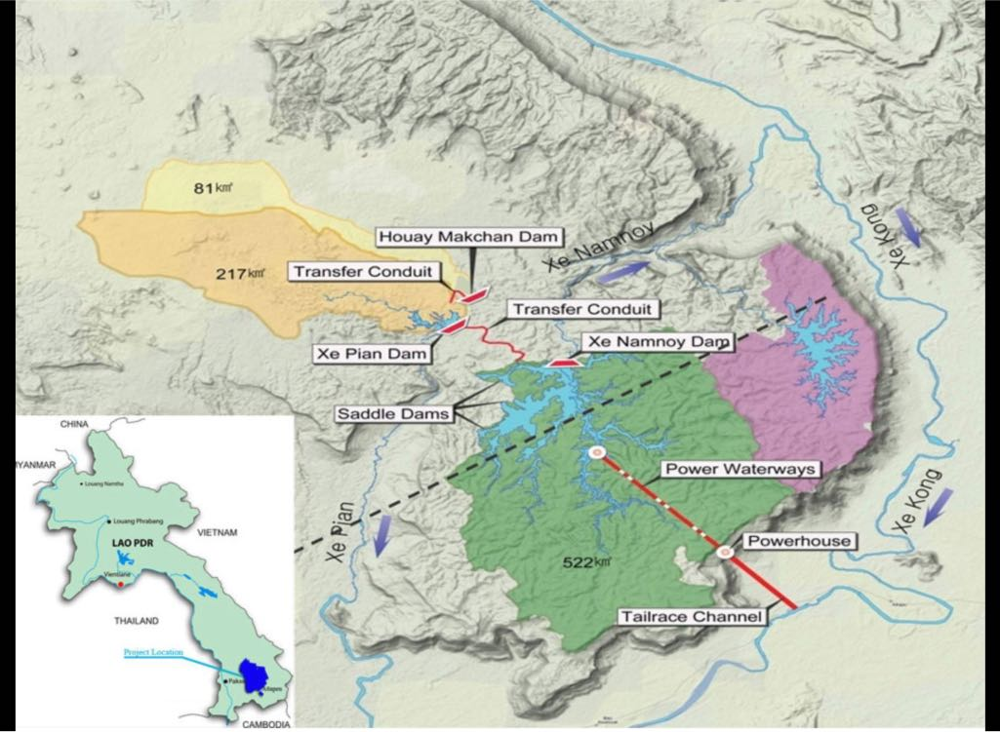 81㎢
217㎢
Houay Makchan Dam
Transfer Conduit
Xe Namnoy
Xe Kong
Transfer Conduit
Xe Pian Dam
Xe Namnoy Dam
Saddle Dams
Power Waterways
Xe Pian
Xe Kong
Powerhouse
522㎢
Tailrace Channel
CHINA
MYANMAR
Louang Namtha
Louang Phrabang
VIETNAM
LAO PDR
Vientiane
THAILAND
Project Location
Pakse
Attapeu
CAMBODIA